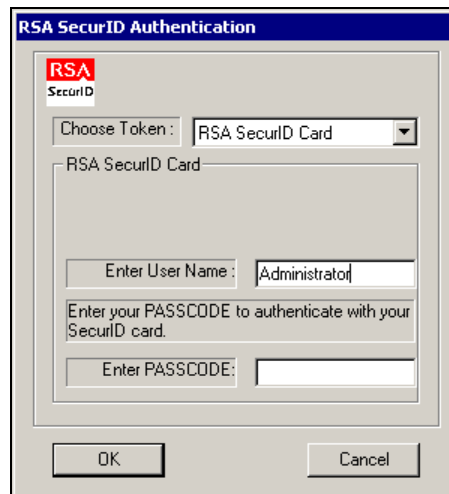 RSA SecurID Authentication
RSA
SecurID
Choose Token :
RSA SecurID Card
RSA SecurID Card
Enter User Name :
Administrator
Enter your PASSCODE to authenticate with your
SecurID card.
Enter PASSCODE:
OK
Cancel